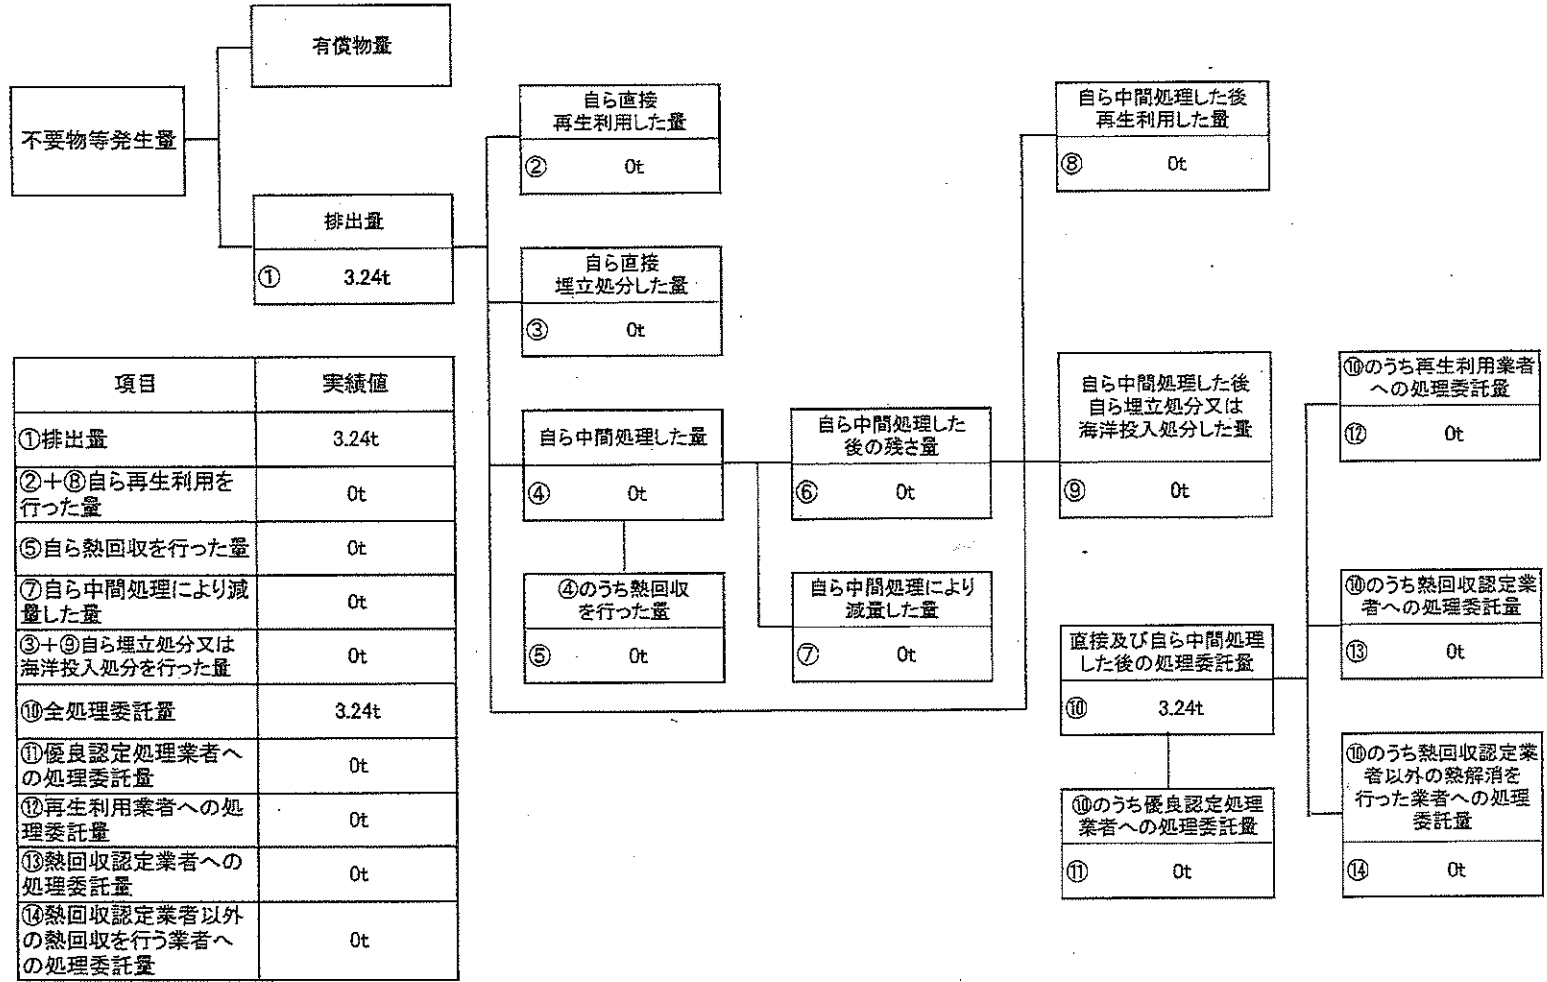 不要物等発生量
有償物量
排出量
① 3.24t
自ら直接
再生利用した量
② 0t
自ら直接
埋立処分した量
③ 0t
自ら中間処理した量
④ 0t
④のうち熱回収
を行った量
⑤ 0t
自ら中間処理した
後の残さ量
⑥ 0t
自ら中間処理により
減量した量
⑦ 0t
自ら中間処理した後
再生利用した量
⑧ 0t
自ら中間処理した後
自ら埋立処分又は
海洋投入処分した量
⑨ 0t
直接及び自ら中間処理
した後の処理委託量
⑩ 3.24t
⑩のうち優良認定処理
業者への処理委託量
⑪ 0t
⑩のうち再生利用業者
への処理委託量
⑫ 0t
⑩のうち熱回収認定業
者への処理委託量
⑬ 0t
⑩のうち熱回収認定業
者以外の熱解消を
行った業者への処理
委託量
⑭ 0t
項目 実績値
①排出量 3.24t
②+⑧自ら再生利用を
行った量 0t
⑤自ら熱回収を行った量 0t
⑦自ら中間処理により減
量した量 0t
③+⑨自ら埋立処分又は
海洋投入処分を行った量 0t
⑩全処理委託量 3.24t
⑪優良認定処理業者へ
の処理委託量 0t
⑫再生利用業者への処
理委託量 0t
⑬熱回収認定業者への
処理委託量 0t
⑭熱回収認定業者以外
の熱回収を行う業者へ
の処理委託量 0t